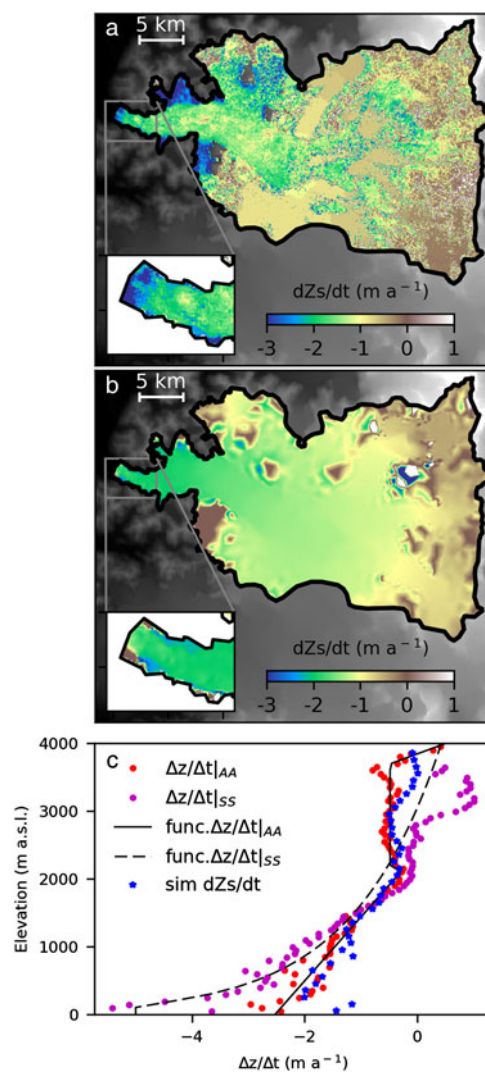 a
5 km
dZs/dt (m a⁻¹)
-3 -2 -1 0 1
b
5 km
dZs/dt (m a⁻¹)
-3 -2 -1 0 1
c
4000
3000
2000
1000
0
Elevation (m a.s.l.)
Δz/Δt|AA
Δz/Δt|SS
func.Δz/Δt|AA
func.Δz/Δt|SS
sim dZs/dt
−4 −2 0
Δz/Δt (m a⁻¹)